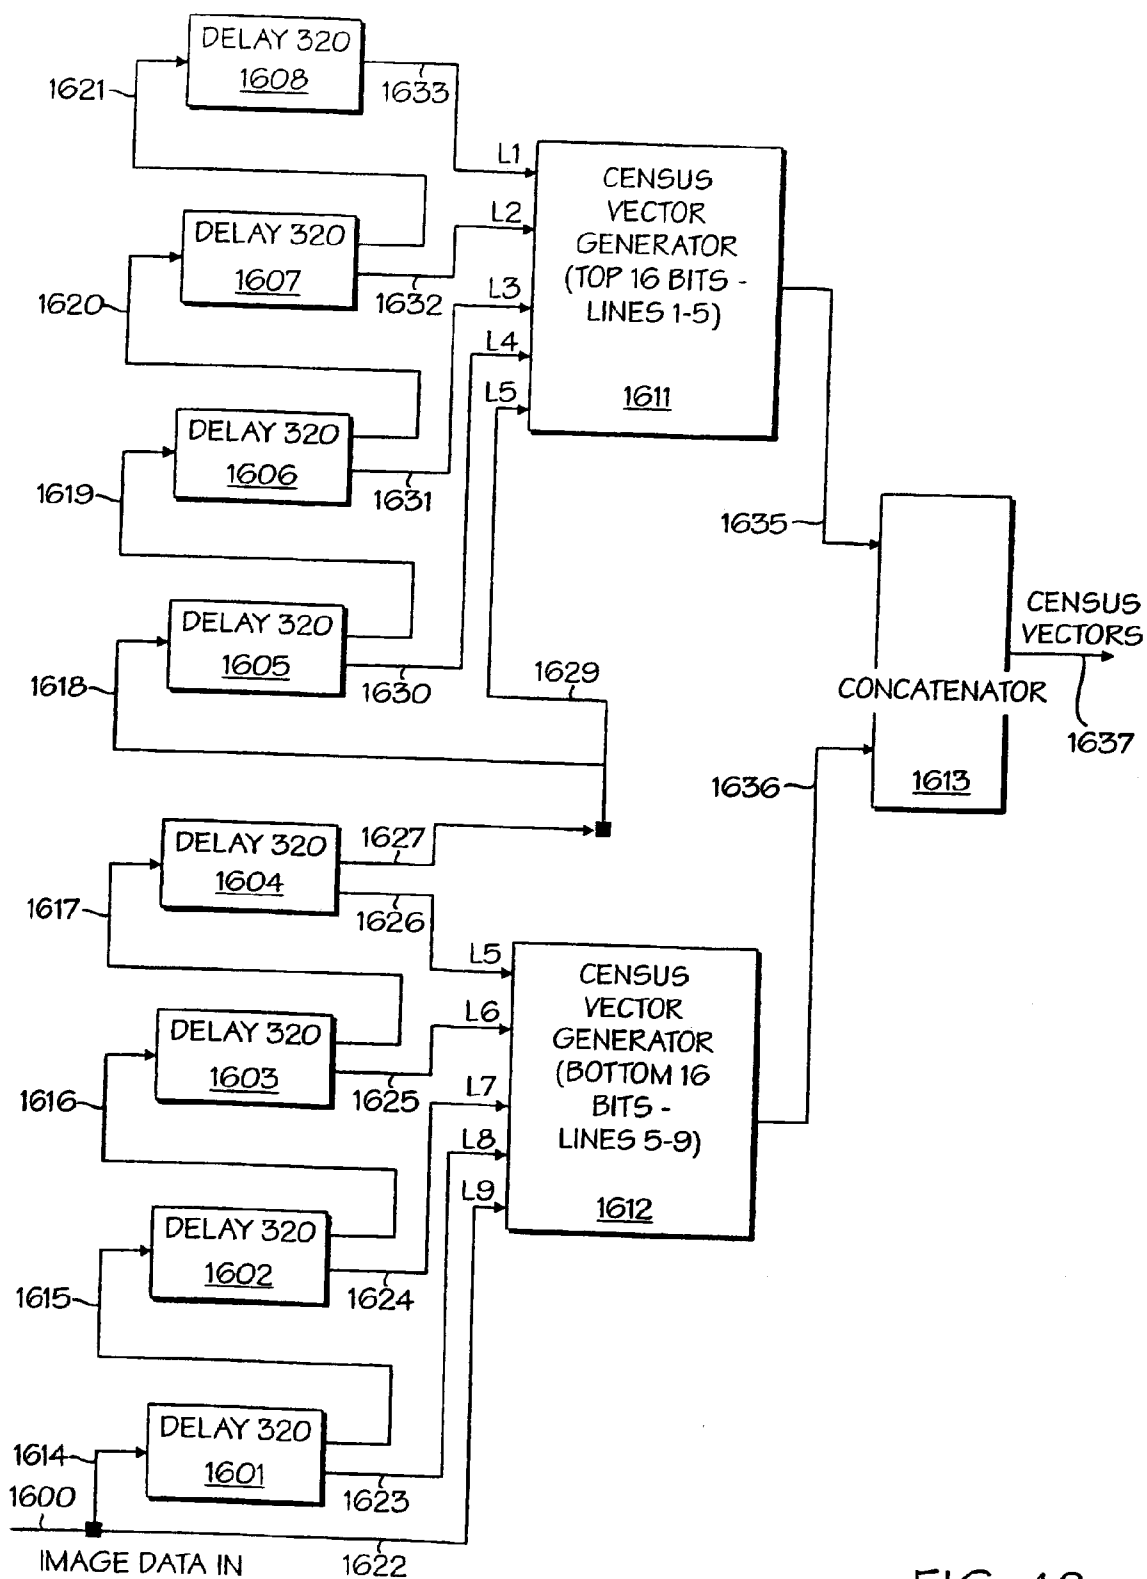 DELAY 320
1608
1621
1633
L1
CENSUS
VECTOR
GENERATOR
(TOP 16 BITS -
LINES 1-5)
1611
DELAY 320
1607
L2
1620
1632
L3
L4
L5
DELAY 320
1606
1619
1631
1635
DELAY 320
1605
1618
1630
1629
CENSUS
VECTORS
CONCATENATOR
1613
1637
1636
DELAY 320
1604
1627
1617
1626
L5
CENSUS
VECTOR
GENERATOR
(BOTTOM 16
BITS -
LINES 5-9)
1612
DELAY 320
1603
L6
1616
1625
L7
L8
L9
DELAY 320
1602
1615
1624
DELAY 320
1601
1614
1623
1600
1622
IMAGE DATA IN